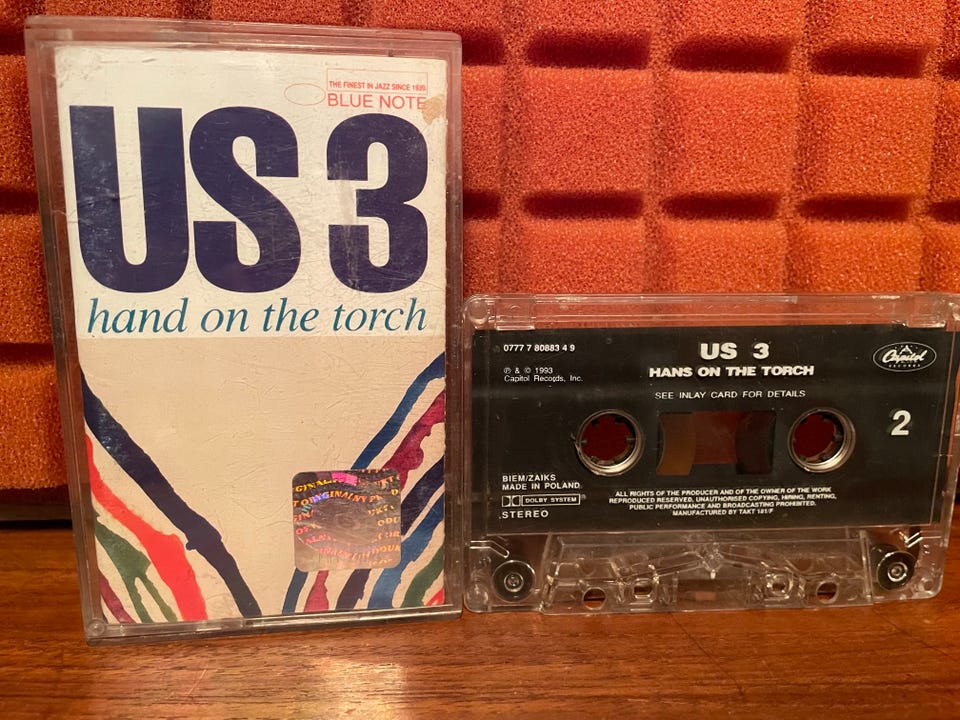 THE FINEST IN JAZZ SINCE 1939
BLUE NOTE
US 3
hand on the torch
ORYGINALNY
0777 7 80883 4 9
℗ & © 1993
Capitol Records, Inc.
US 3
HANS ON THE TORCH
SEE INLAY CARD FOR DETAILS
Capitol
RECORDS
2
BIEM/ZAIKS
MADE IN POLAND
DOLBY SYSTEM
STEREO
ALL RIGHTS OF THE PRODUCER AND OF THE OWNER OF THE WORK
REPRODUCED RESERVED, UNAUTHORISED COPYING, HIRING, RENTING,
PUBLIC PERFORMANCE AND BROADCASTING PROHIBITED.
MANUFACTURED BY TAKT 181/F